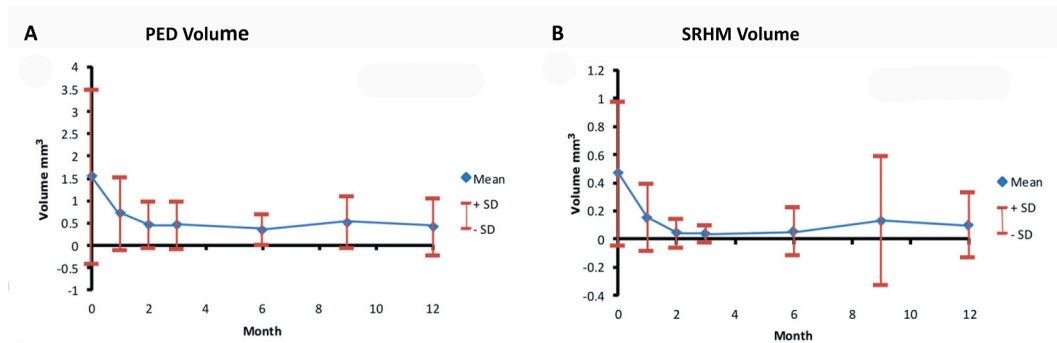 A
PED Volume
4
3.5
3
2.5
2
1.5
1
0.5
0
-0.5
-1
Volume mm³
0
2
4
6
8
10
12
Month
Mean
+ SD
- SD
B
SRHM Volume
1.2
1
0.8
0.6
0.4
0.2
0
-0.2
-0.4
Volume mm³
0
2
4
6
8
10
12
Month
Mean
+ SD
- SD